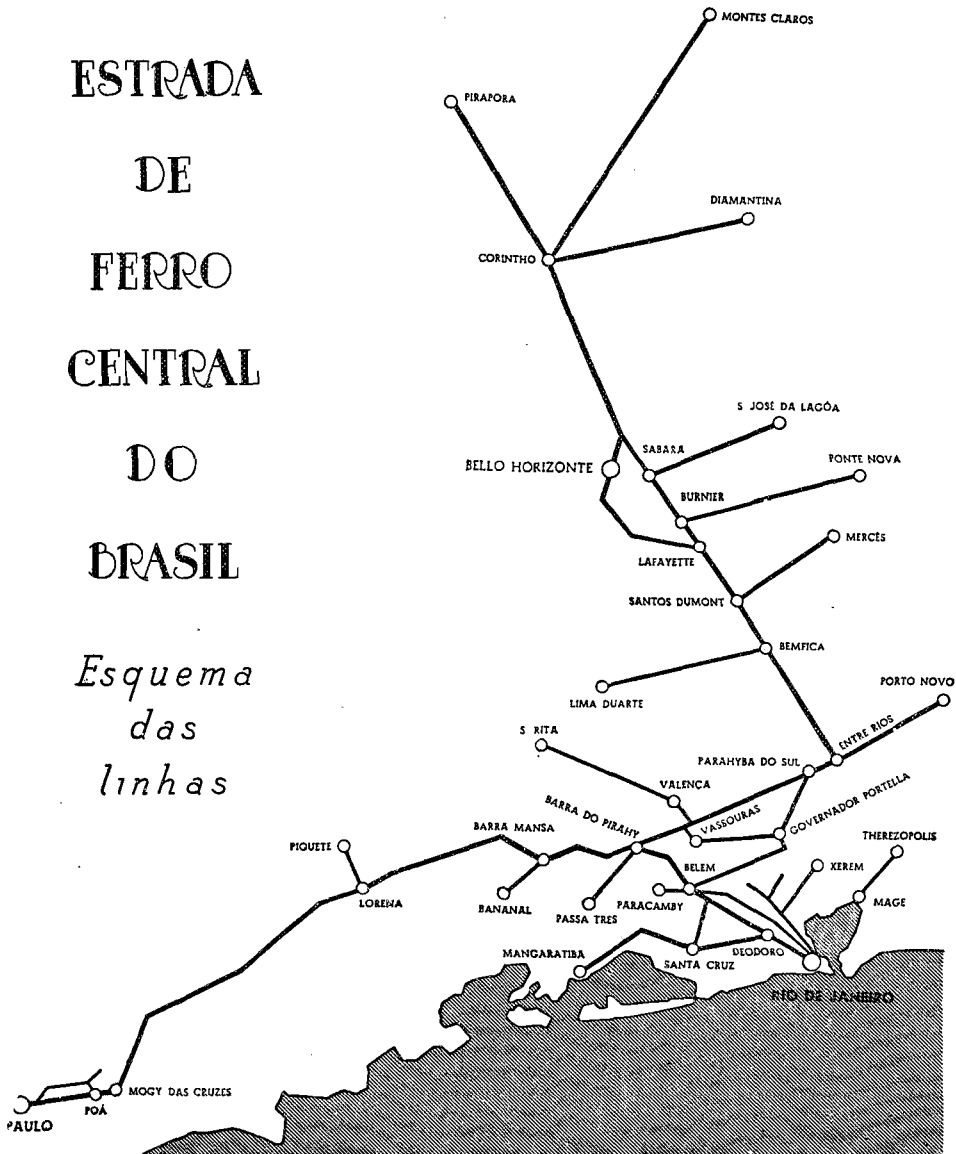 ESTRADA
DE
FERRO
CENTRAL
DO
BRASIL
Esquema
das
linhas
MONTES CLAROS
PIRAPORA
DIAMANTINA
CORINTHO
S JOSÉ DA LAGÔA
SABARA
BELLO HORIZONTE
PONTE NOVA
BURNIER
MERCÊS
LAFAYETTE
SANTOS DUMONT
BEMFICA
LIMA DUARTE
PORTO NOVO
ENTRE RIOS
S RITA
PARAHYBA DO SUL
VALENÇA
GOVERNADOR PORTELLA
VASSOURAS
BARRA DO PIRAHY
BARRA MANSA
THEREZOPOLIS
PIQUETE
BELEM
XEREM
LORENA
BANANAL
PASSA TRES
PARACAMBY
MAGE
MANGARATIBA
SANTA CRUZ
DEODORO
RIO DE JANEIRO
MOGY DAS CRUZES
POÁ
PAULO